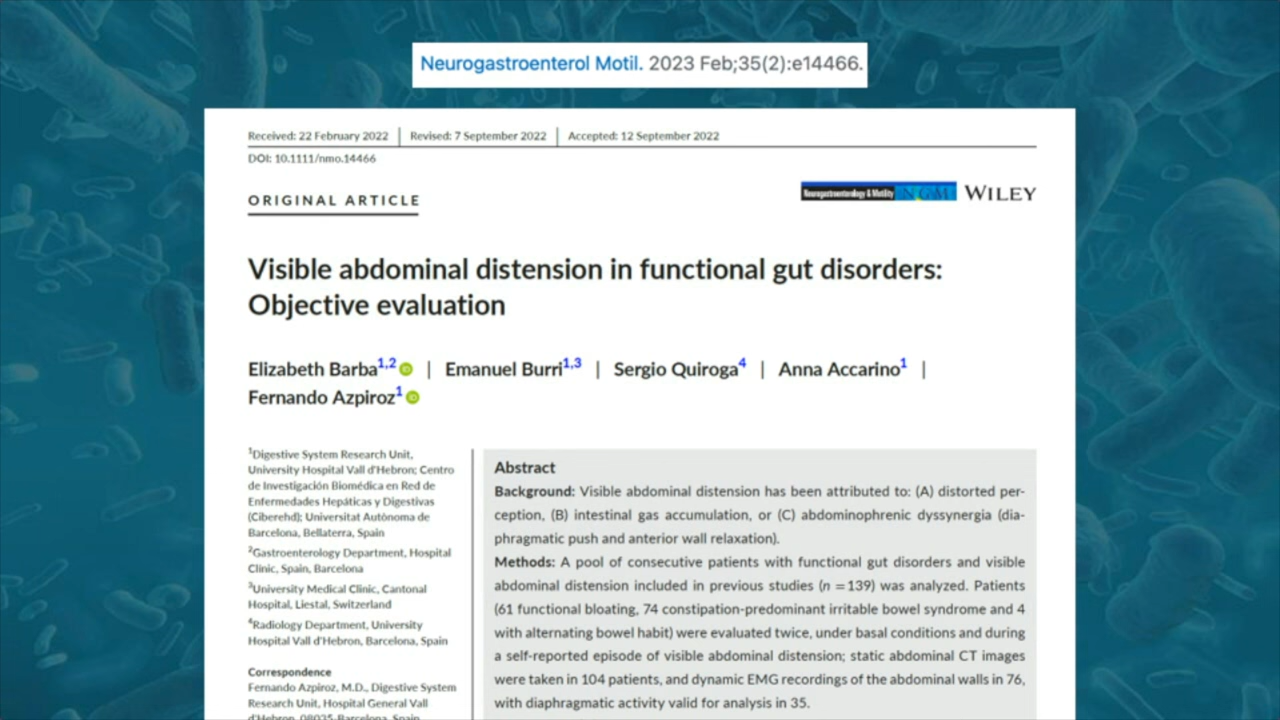 Neurogastroenterol Motil. 2023 Feb;35(2):e14466.
Received: 22 February 2022 | Revised: 7 September 2022 | Accepted: 12 September 2022
DOI: 10.1111/nmo.14466
ORIGINAL ARTICLE
Neurogastroenterology & Motility NGM WILEY
Visible abdominal distension in functional gut disorders:
Objective evaluation
Elizabeth Barba1,2 | Emanuel Burri1,3 | Sergio Quiroga4 | Anna Accarino1 |
Fernando Azpiroz1
1Digestive System Research Unit,
University Hospital Vall d'Hebron; Centro
de Investigación Biomédica en Red de
Enfermedades Hepáticas y Digestivas
(Ciberehd); Universitat Autònoma de
Barcelona, Bellaterra, Spain
2Gastroenterology Department, Hospital
Clinic, Spain, Barcelona
3University Medical Clinic, Cantonal
Hospital, Liestal, Switzerland
4Radiology Department, University
Hospital Vall d'Hebron, Barcelona, Spain
Correspondence
Fernando Azpiroz, M.D., Digestive System
Research Unit, Hospital General Vall
d'Hebron, 08035-Barcelona, Spain
Abstract
Background: Visible abdominal distension has been attributed to: (A) distorted per-
ception, (B) intestinal gas accumulation, or (C) abdominophrenic dyssynergia (dia-
phragmatic push and anterior wall relaxation).
Methods: A pool of consecutive patients with functional gut disorders and visible
abdominal distension included in previous studies (n = 139) was analyzed. Patients
(61 functional bloating, 74 constipation-predominant irritable bowel syndrome and 4
with alternating bowel habit) were evaluated twice, under basal conditions and during
a self-reported episode of visible abdominal distension; static abdominal CT images
were taken in 104 patients, and dynamic EMG recordings of the abdominal walls in 76,
with diaphragmatic activity valid for analysis in 35.